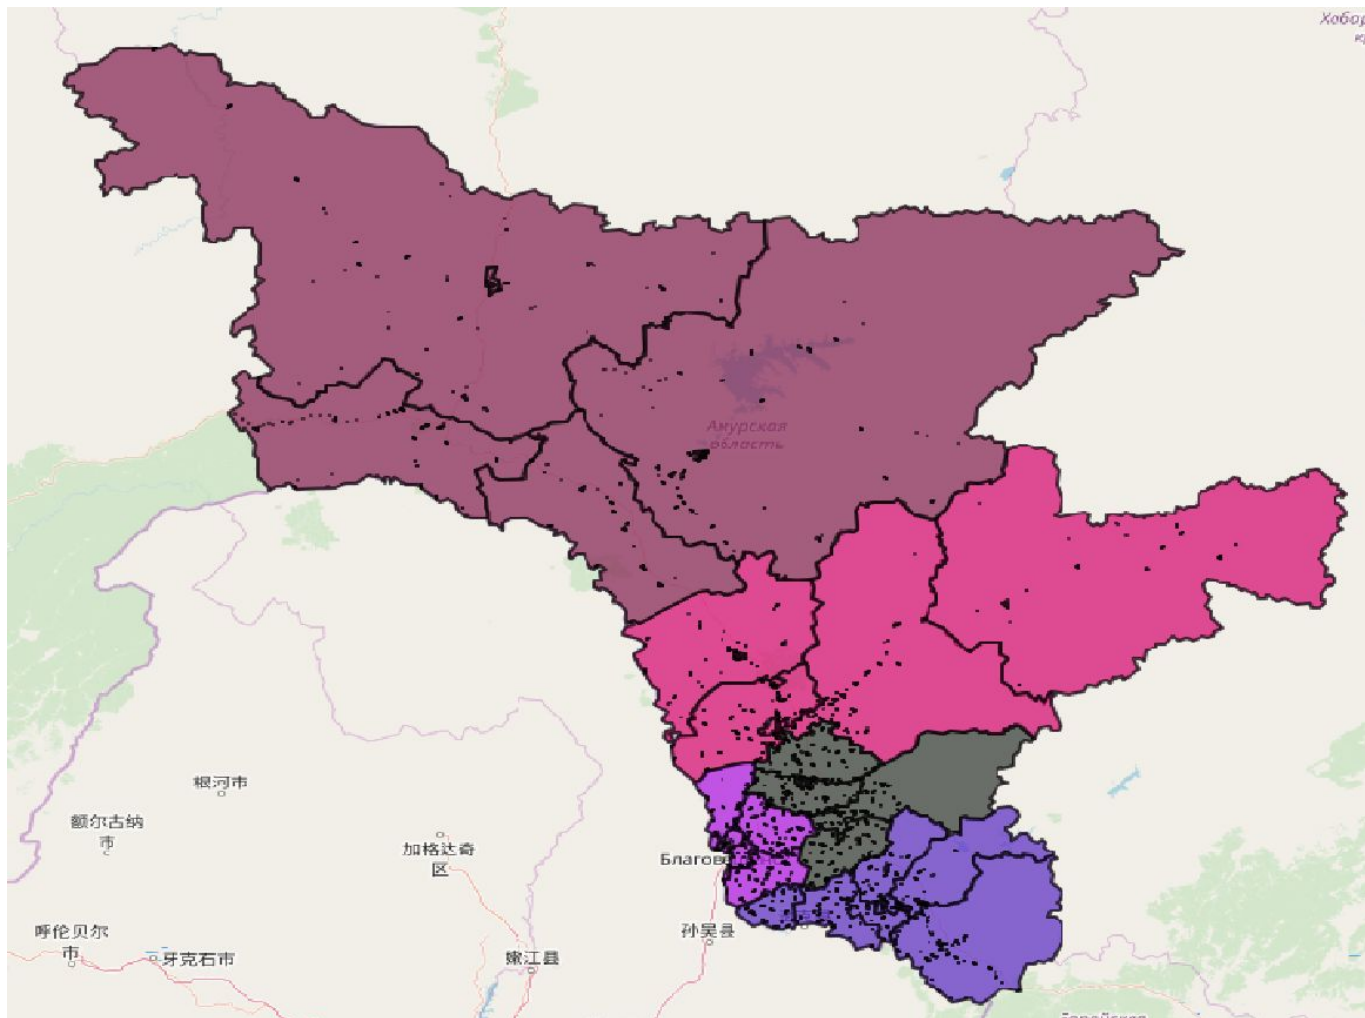 Амурская
область
根河市
额尔古纳
市
加格达奇
区
Благове
孙吴县
呼伦贝尔
市
牙克石市
嫩江县